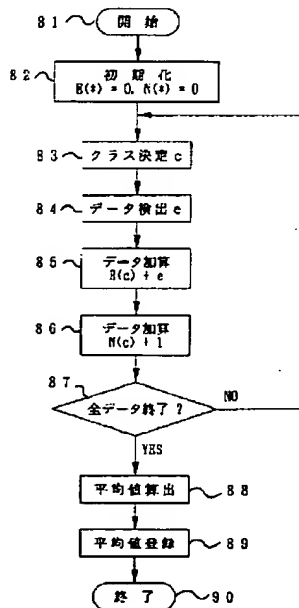 81 開始
82 初期化
E(*) = 0, N(*) = 0
83 クラス決定 c
84 データ検出 e
85 データ加算
E(c) + e
86 データ加算
N(c) + 1
87
全データ終了？ NO
YES
平均値算出 88
平均値登録 89
終了 90